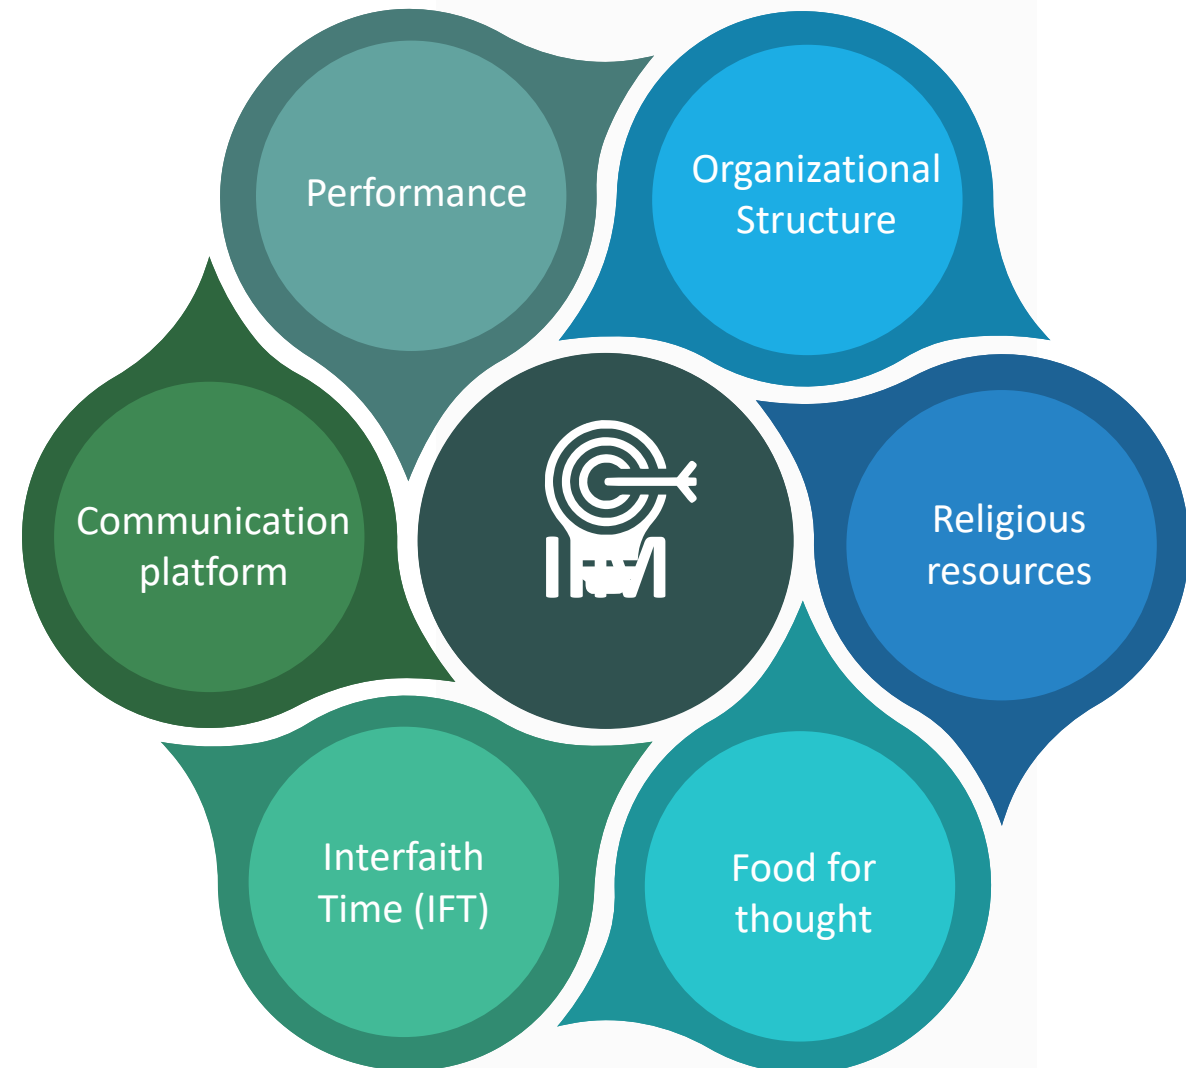 Performance
Organizational
Structure
Communication
platform
Religious
resources
Interfaith
Time (IFT)
Food for
thought